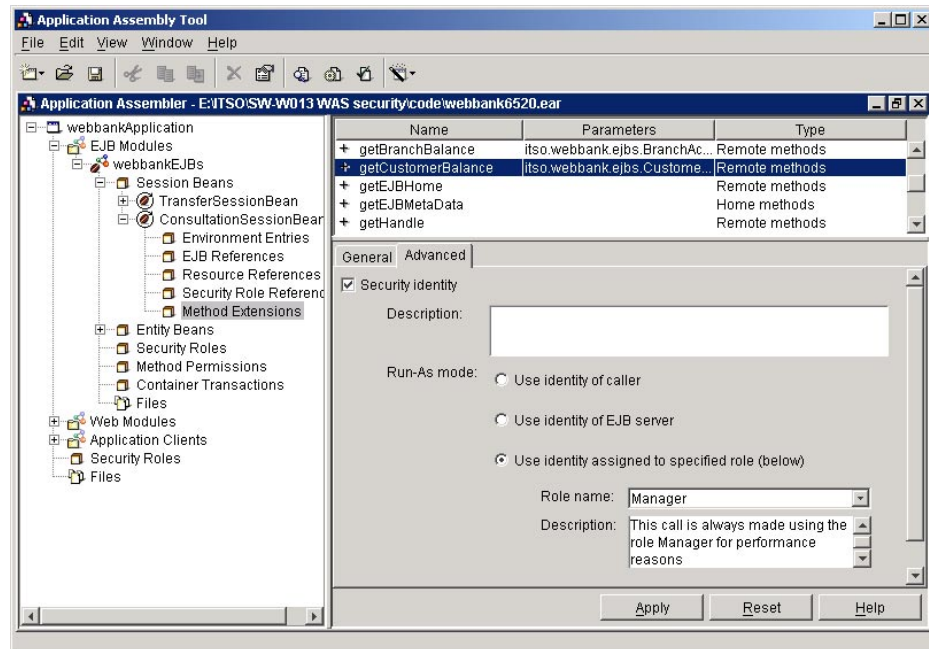 Application Assembly Tool
File Edit View Window Help
Application Assembler - E:\ITSO\SW-W013 WAS security\code\webbank6520.ear
webbankApplication
EJB Modules
webbankEJBs
Session Beans
TransferSessionBean
ConsultationSessionBear
Environment Entries
EJB References
Resource References
Security Role Referenc
Method Extensions
Entity Beans
Security Roles
Method Permissions
Container Transactions
Files
Web Modules
Application Clients
Security Roles
Files
Name Parameters Type
getBranchBalance itso.webbank.ejbs.BranchAc... Remote methods
getCustomerBalance itso.webbank.ejbs.Custome... Remote methods
getEJBHome Remote methods
getEJBMetaData Home methods
getHandle Remote methods
General Advanced
Security identity
Description:
Run-As mode:
Use identity of caller
Use identity of EJB server
Use identity assigned to specified role (below)
Role name: Manager
Description: This call is always made using the
role Manager for performance
reasons
Apply Reset Help